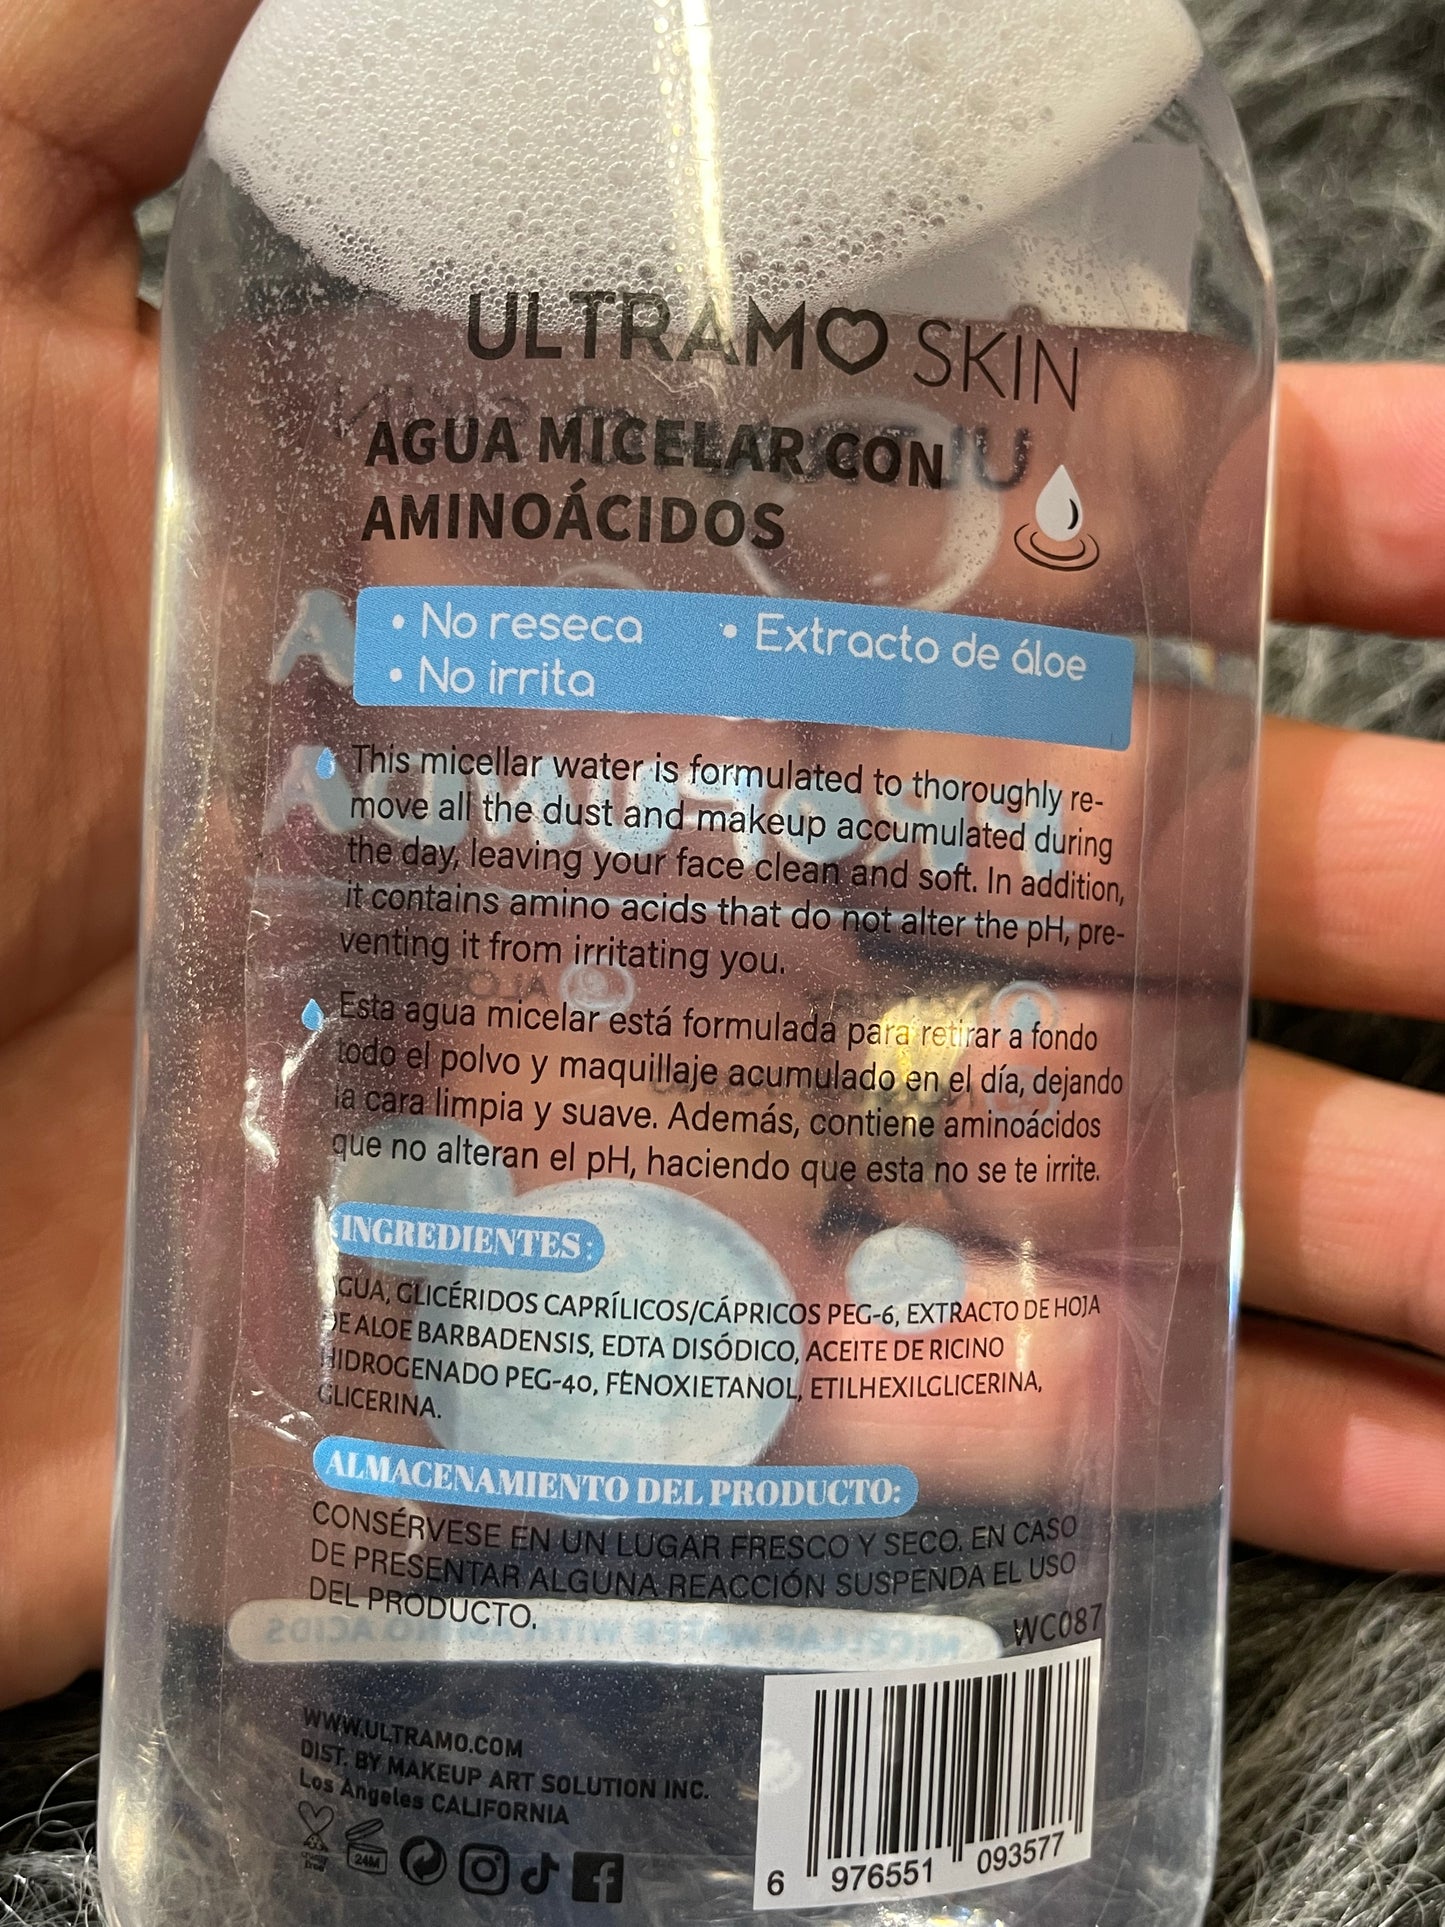 ULTRAMO SKIN
AGUA MICELAR CON
AMINOÁCIDOS
• No reseca
• Extracto de áloe
• No irrita
This micellar water is formulated to thoroughly re-
move all the dust and makeup accumulated during
the day, leaving your face clean and soft. In addition,
it contains amino acids that do not alter the pH, pre-
venting it from irritating you.
Esta agua micelar está formulada para retirar a fondo
todo el polvo y maquillaje acumulado en el día, dejando
la cara limpia y suave. Además, contiene aminoácidos
que no alteran el pH, haciendo que esta no se te irrite.
INGREDIENTES:
AGUA, GLICÉRIDOS CAPRÍLICOS/CÁPRICOS PEG-6, EXTRACTO DE HOJA
DE ALOE BARBADENSIS, EDTA DISÓDICO, ACEITE DE RICINO
HIDROGENADO PEG-40, FENOXIETANOL, ETILHEXILGLICERINA,
GLICERINA.
ALMACENAMIENTO DEL PRODUCTO:
CONSÉRVESE EN UN LUGAR FRESCO Y SECO. EN CASO
DE PRESENTAR ALGUNA REACCIÓN SUSPENDA EL USO
DEL PRODUCTO.
WC087
WWW.ULTRAMO.COM
DIST. BY MAKEUP ART SOLUTION INC.
Los Angeles CALIFORNIA
cruelty
free
24M
6 976551 093577